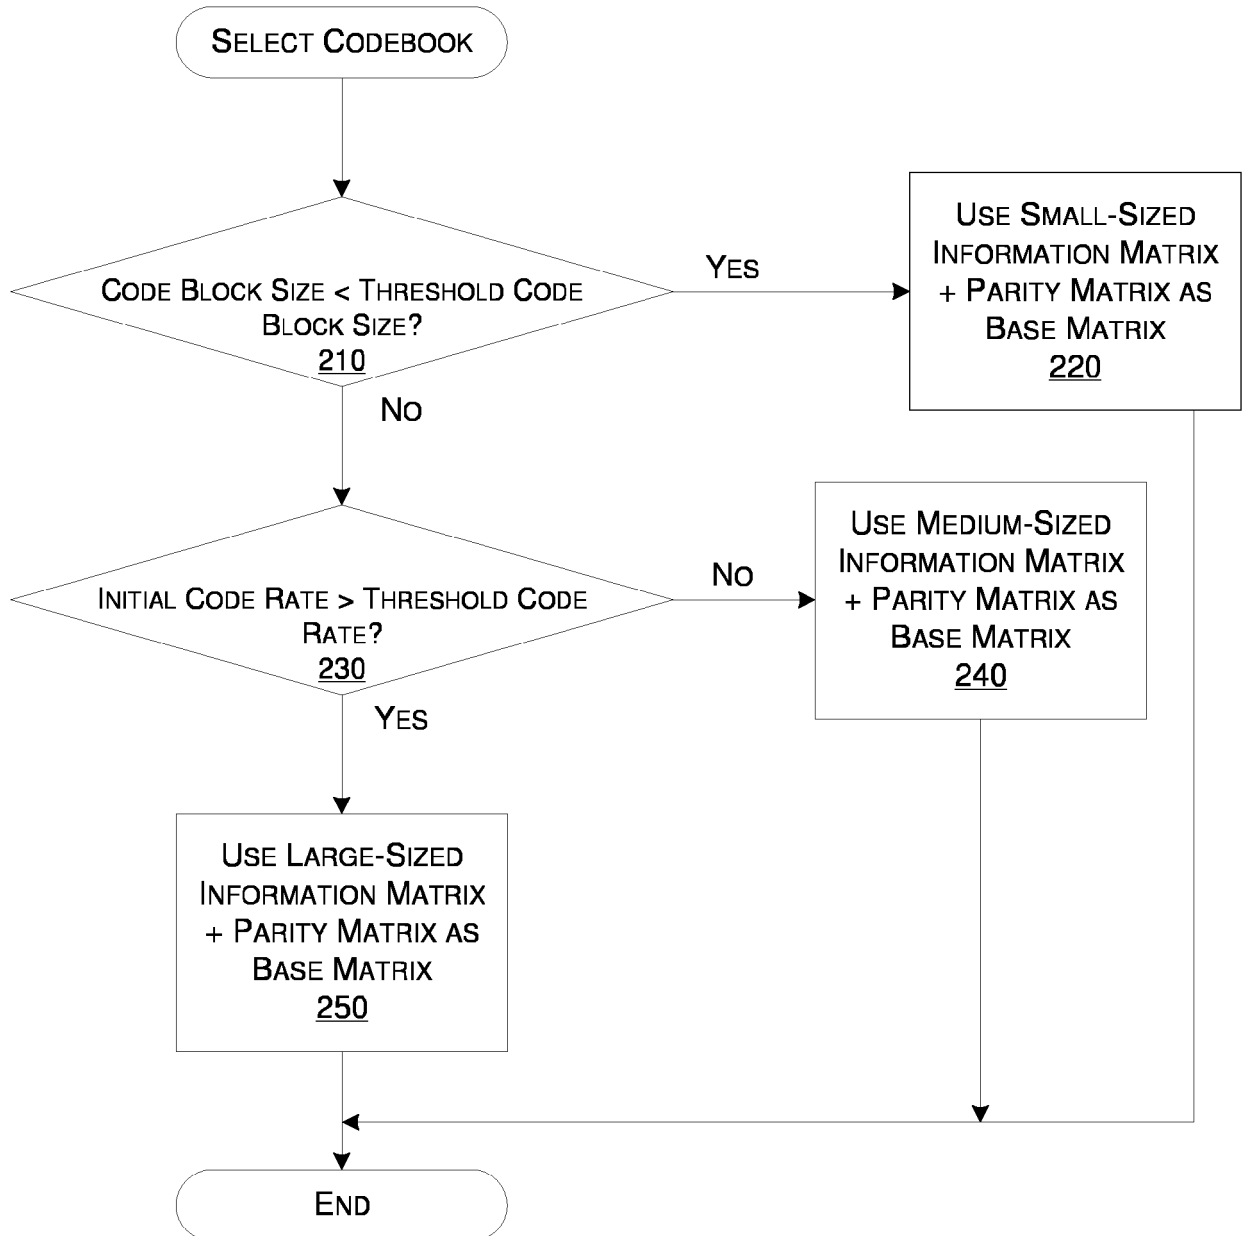 SELECT CODEBOOK
CODE BLOCK SIZE < THRESHOLD CODE
BLOCK SIZE?
210
YES
USE SMALL-SIZED
INFORMATION MATRIX
+ PARITY MATRIX AS
BASE MATRIX
220
NO
INITIAL CODE RATE > THRESHOLD CODE
RATE?
230
NO
USE MEDIUM-SIZED
INFORMATION MATRIX
+ PARITY MATRIX AS
BASE MATRIX
240
YES
USE LARGE-SIZED
INFORMATION MATRIX
+ PARITY MATRIX AS
BASE MATRIX
250
END